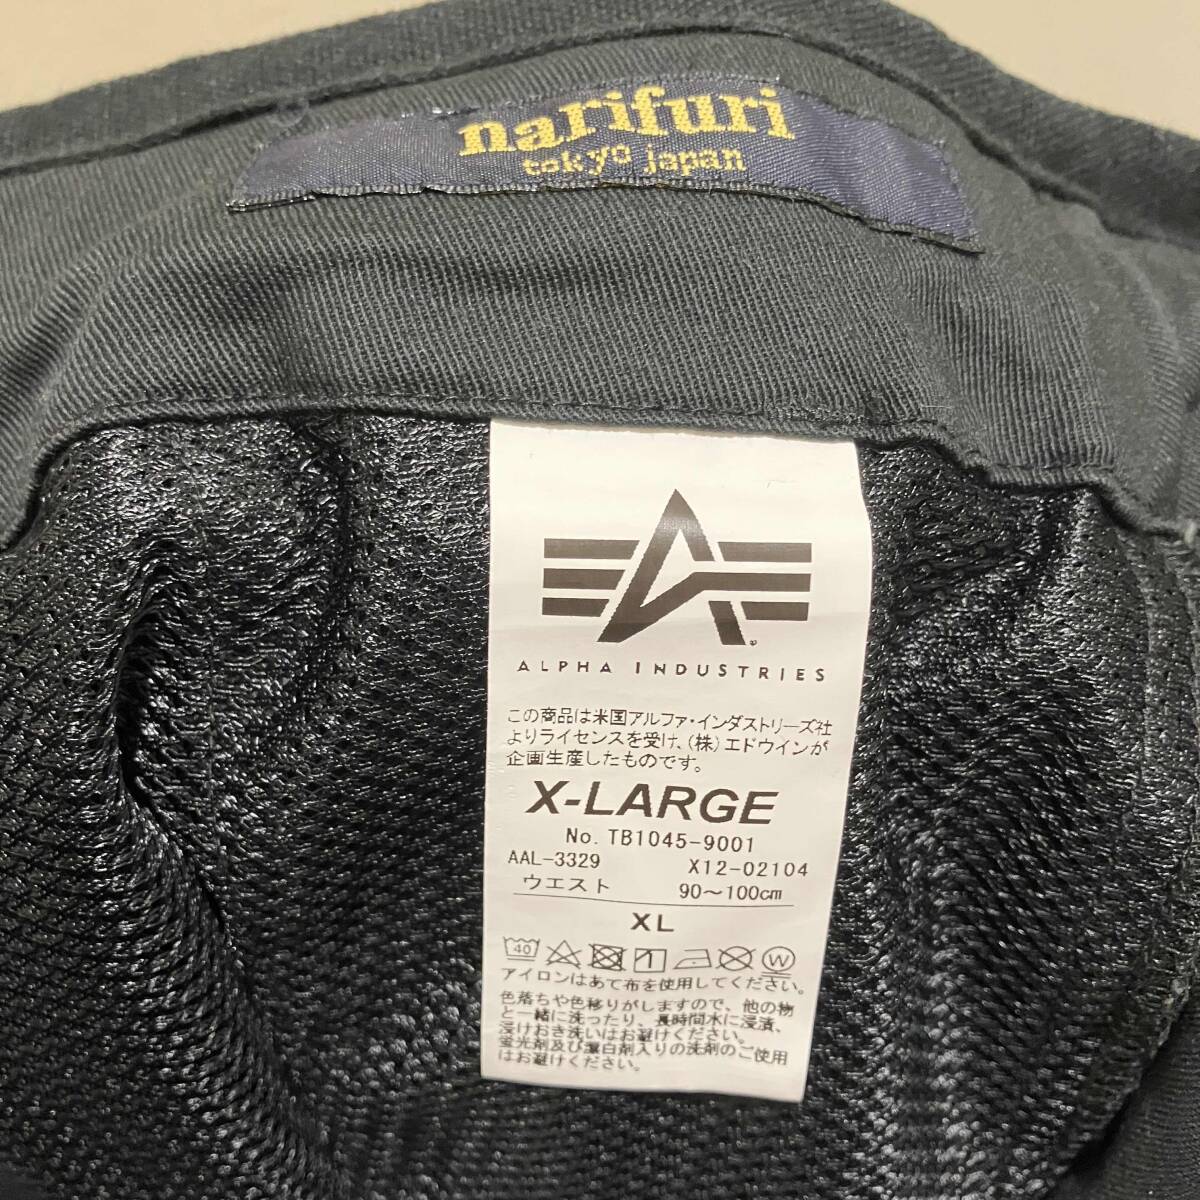 narifuri
tokyo japan
ALPHA INDUSTRIES
この商品は米国アルファ・インダストリーズ社
よりライセンスを受け、(株)エドウインが
企画生産したものです。
X-LARGE
No. TB1045-9001
AAL-3329 X12-02104
ウエスト 90～100cm
XL
40 W
アイロンはあて布を使用してください。
色落ちや色移りがしますので、他の物
と一緒に洗ったり、長時間水に浸漬、
浸けおき洗いはお避けください。
蛍光剤及び漂白剤入りの洗剤のご使用
はお避けください。